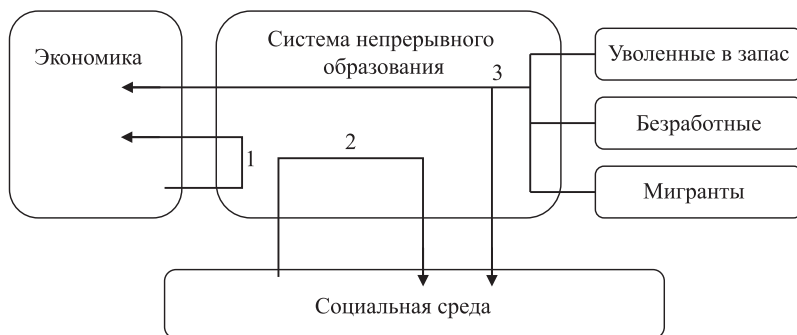 Экономика
Система непрерывного
образования
3
Уволенные в запас
Безработные
1
2
Мигранты
Социальная среда